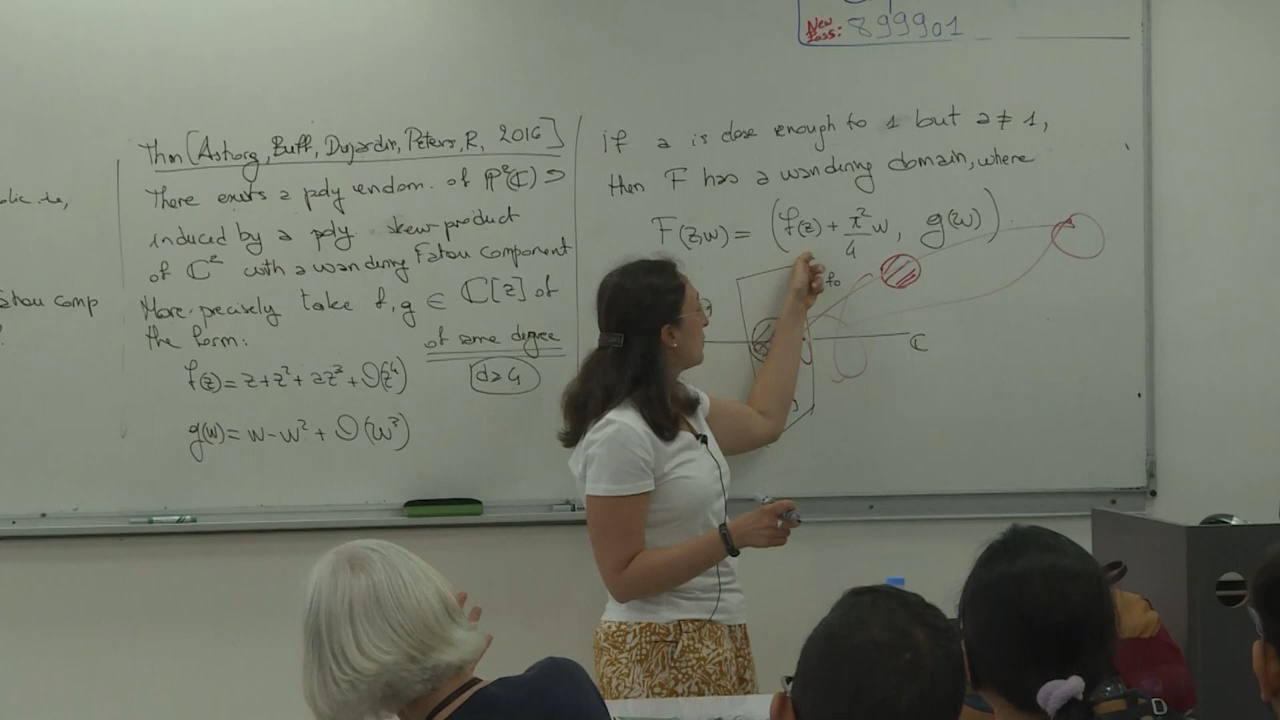 New
Pass: 899901
Thm [Astorg, Buff, Dujardin, Peters, R, 2016]
There exists a poly endom. of ℙ²(ℂ)
induced by a poly. skew product
of ℂ² with a wandering Fatou component
More precisely take f, g ∈ ℂ[z] of
the form: of same degree
f(z) = z + z² + az³ + O(z⁴)
d ≥ 4
g(w) = w - w² + O(w³)
if a is close enough to 1 but a ≠ 1,
then F has a wandering domain, where
F(z,w) = (f(z) + π²/4 w, g(w))
f₀
ℂ